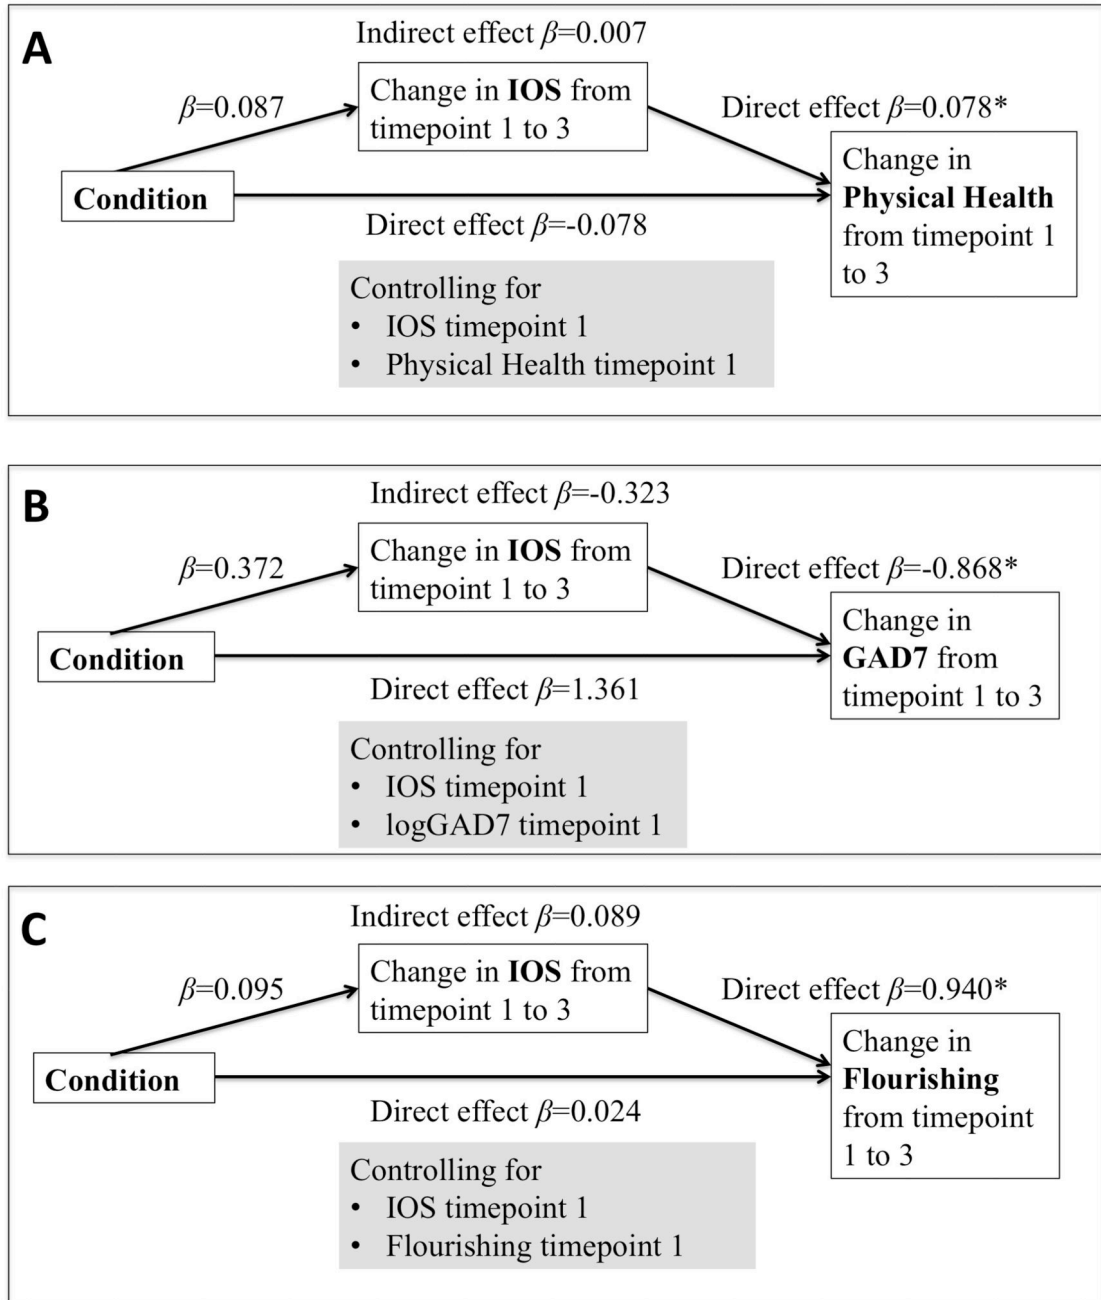 A
Indirect effect β=0.007
β=0.087
Change in IOS from
timepoint 1 to 3
Direct effect β=0.078*
Condition
Change in
Physical Health
from timepoint 1
to 3
Direct effect β=-0.078
Controlling for
• IOS timepoint 1
• Physical Health timepoint 1
B
Indirect effect β=-0.323
β=0.372
Change in IOS from
timepoint 1 to 3
Direct effect β=-0.868*
Condition
Change in
GAD7 from
timepoint 1 to 3
Direct effect β=1.361
Controlling for
• IOS timepoint 1
• logGAD7 timepoint 1
C
Indirect effect β=0.089
β=0.095
Change in IOS from
timepoint 1 to 3
Direct effect β=0.940*
Condition
Change in
Flourishing
from timepoint
1 to 3
Direct effect β=0.024
Controlling for
• IOS timepoint 1
• Flourishing timepoint 1